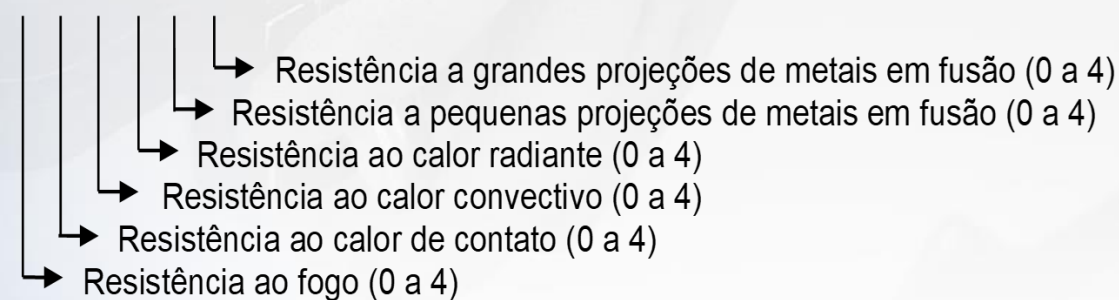 Resistência a grandes projeções de metais em fusão (0 a 4)
Resistência a pequenas projeções de metais em fusão (0 a 4)
Resistência ao calor radiante (0 a 4)
Resistência ao calor convectivo (0 a 4)
Resistência ao calor de contato (0 a 4)
Resistência ao fogo (0 a 4)